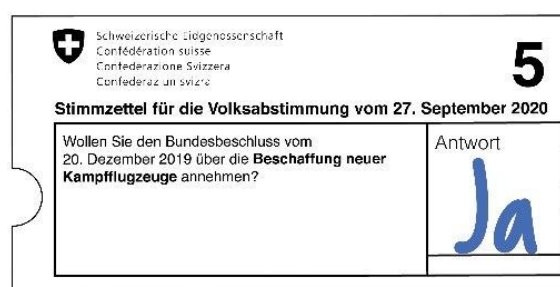 Schweizerische Eidgenossenschaft
Confédération suisse
Confederazione Svizzera
Confederaziun svizra
5
Stimmzettel für die Volksabstimmung vom 27. September 2020
Wollen Sie den Bundesbeschluss vom
20. Dezember 2019 über die Beschaffung neuer
Kampfflugzeuge annehmen?
Antwort
Ja